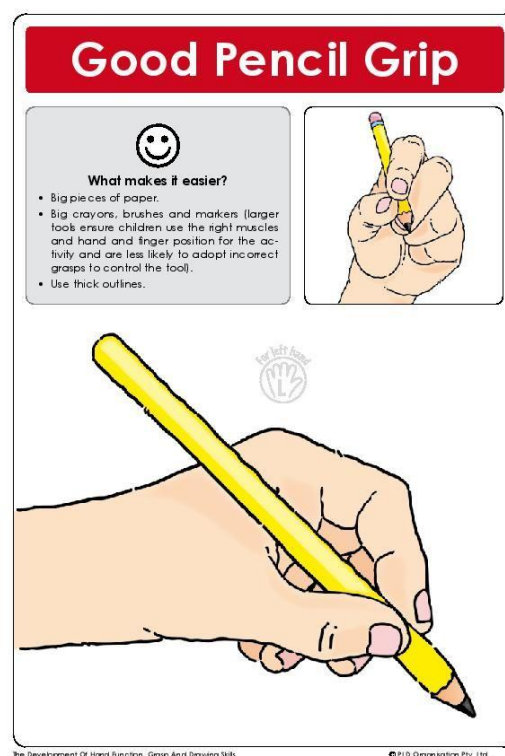 Good Pencil Grip
What makes it easier?
• Big pieces of paper.
• Big crayons, brushes and markers (larger
tools ensure children use the right muscles
and hand and finger position for the ac-
tivity and are less likely to adopt incorrect
grasps to control the tool).
• Use thick outlines.
for left hand
L
The Development Of Hand Function, Grasp And Drawing Skills
© PLD Organisation Pty. Ltd.